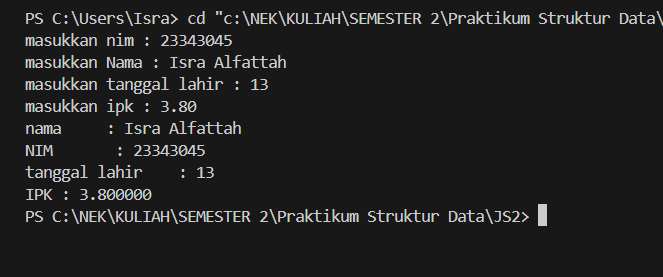 PS C:\Users\Isra> cd "c:\NEK\KULIAH\SEMESTER 2\Praktikum Struktur Data\
masukkan nim : 23343045
masukkan Nama : Isra Alfattah
masukkan tanggal lahir : 13
masukkan ipk : 3.80
nama     : Isra Alfattah
NIM       : 23343045
tanggal lahir    : 13
IPK : 3.800000
PS C:\NEK\KULIAH\SEMESTER 2\Praktikum Struktur Data\JS2>